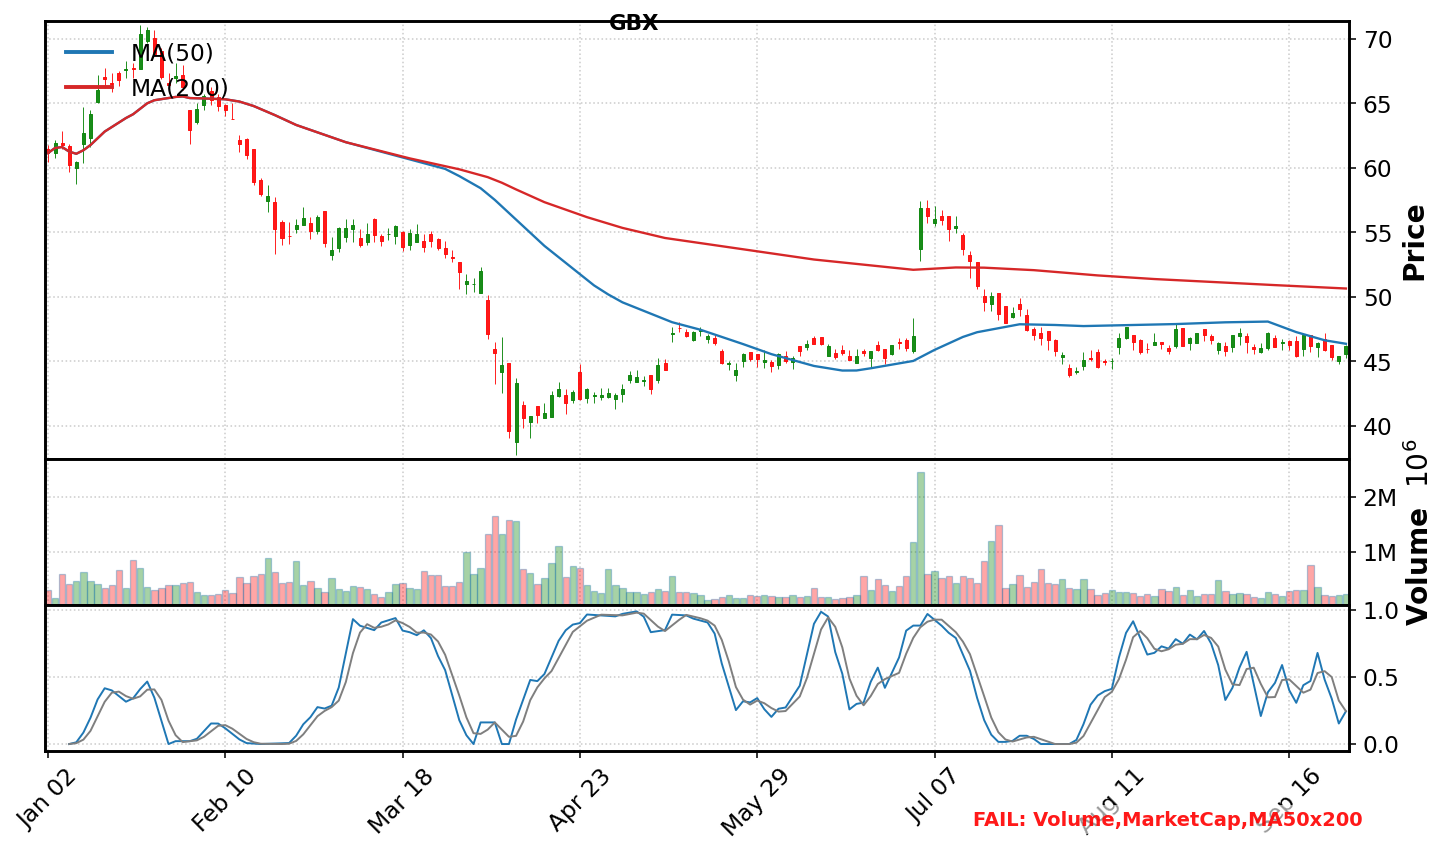 GBX
MA(50)
MA(200)
70
65
60
55
50
45
40
Price
2M
1M
Volume 10⁶
1.0
0.5
0.0
Jan 02
Feb 10
Mar 18
Apr 23
May 29
Jul 07
Aug 11
Sep 16
FAIL: Volume,MarketCap,MA50x200